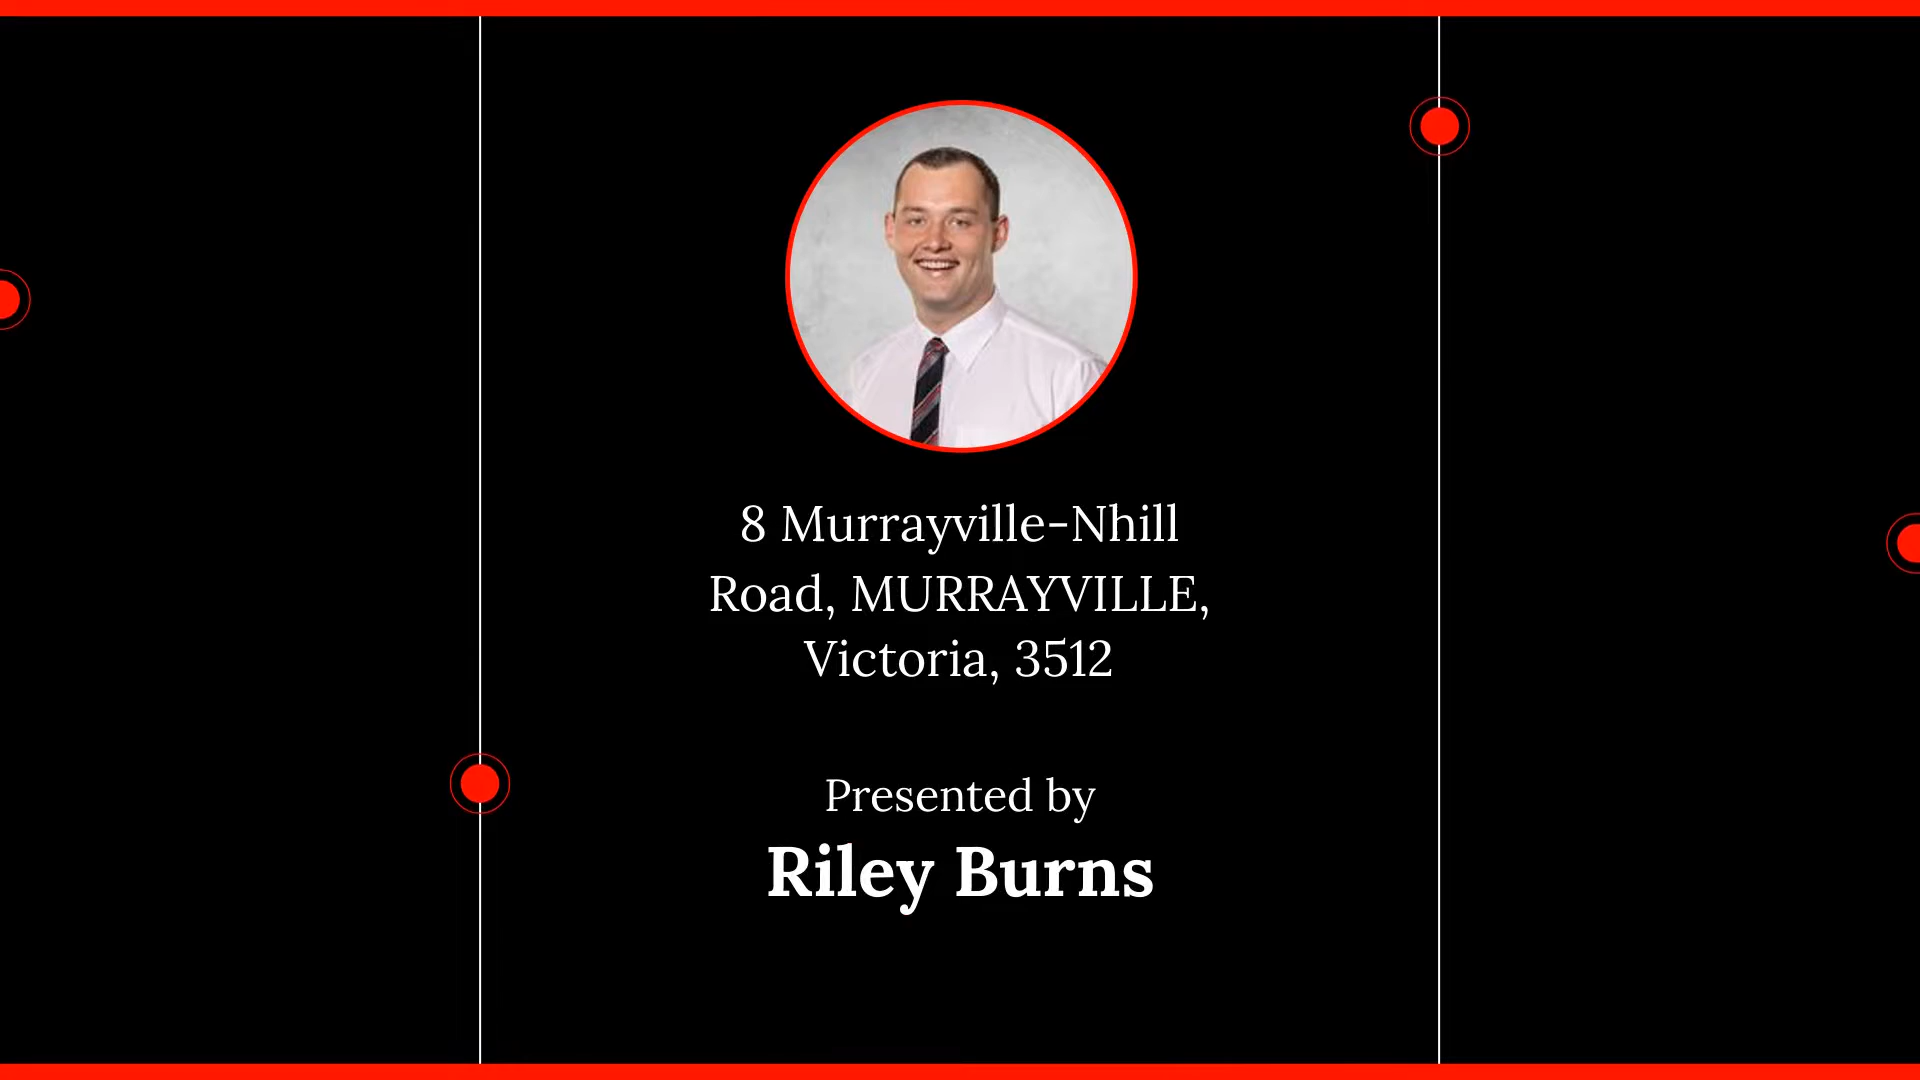 8 Murrayville-Nhill
Road, MURRAYVILLE,
Victoria, 3512
Presented by
Riley Burns